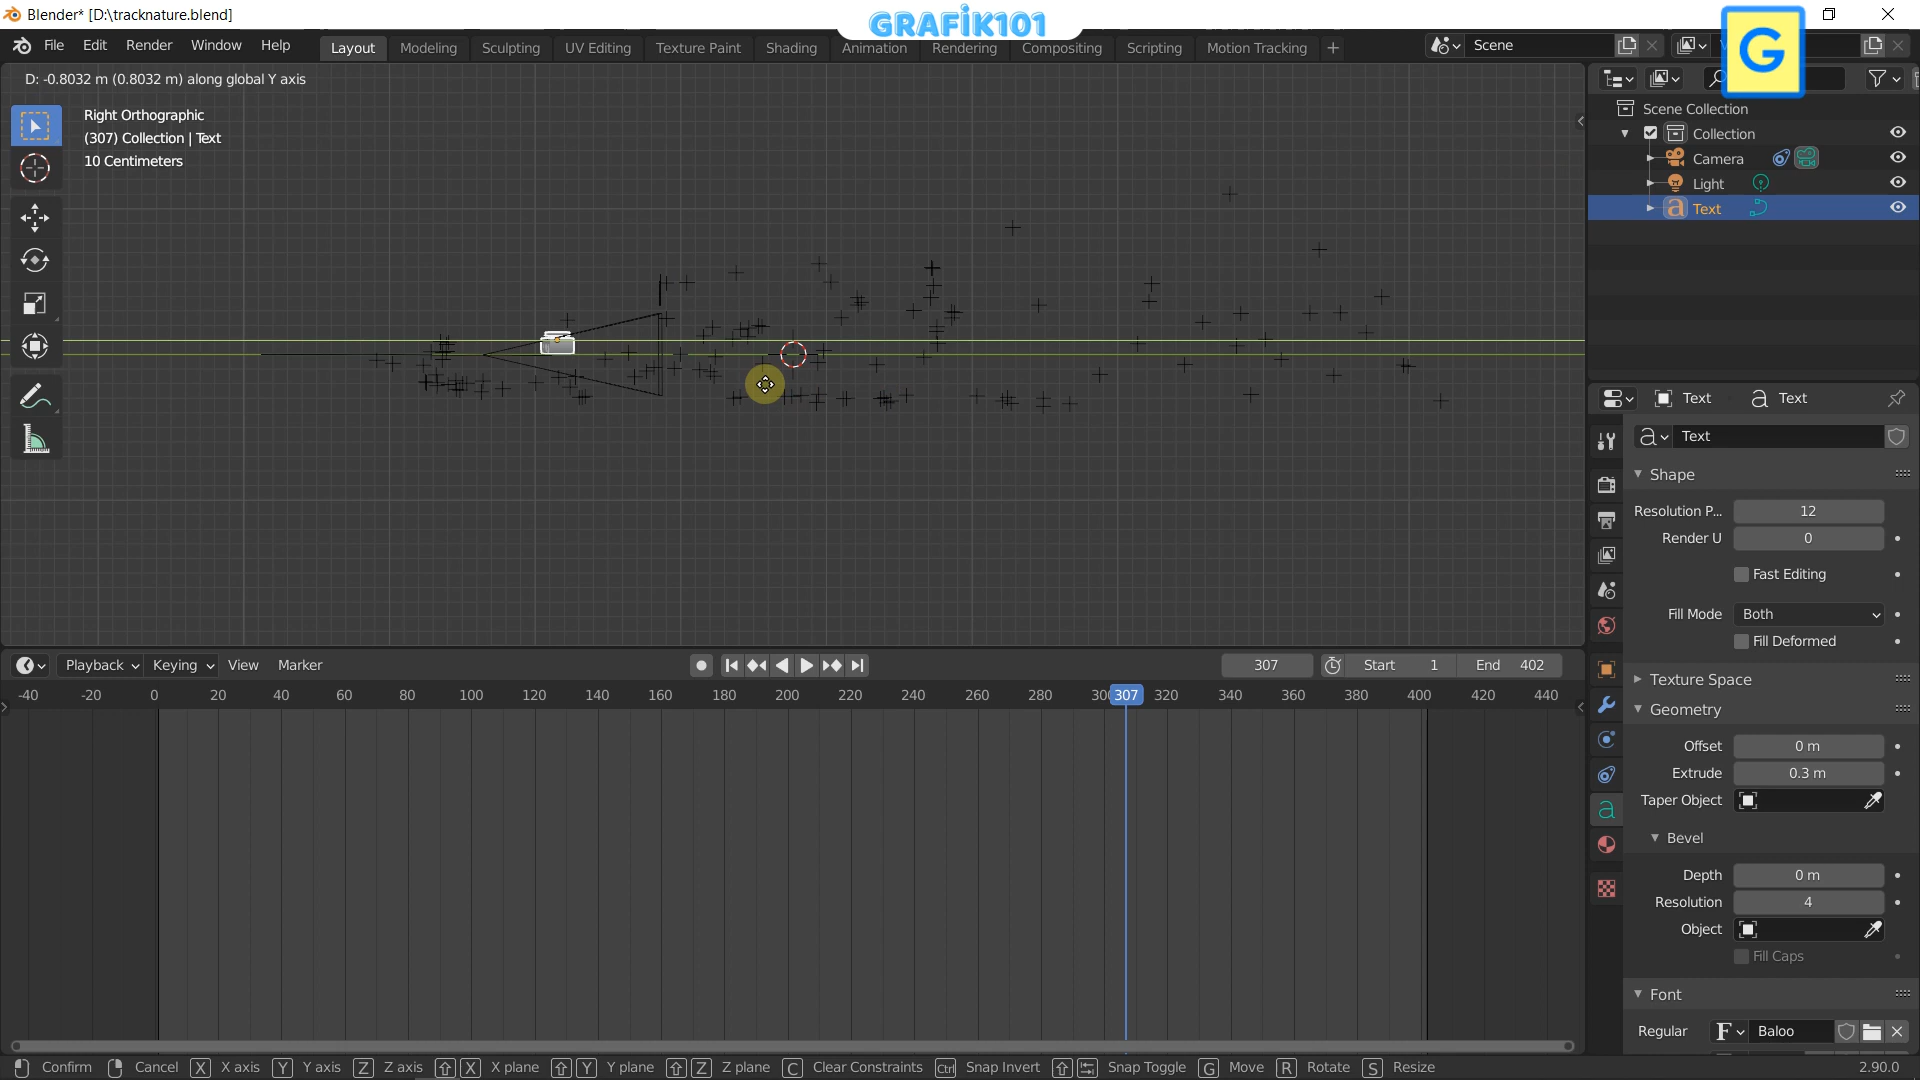 Blender* [D:\tracknature.blend]
GRAFİK101
G
File Edit Render Window Help
Layout Modeling Sculpting UV Editing Texture Paint Shading Animation Rendering Compositing Scripting Motion Tracking +
Scene
D: -0.8032 m (0.8032 m) along global Y axis
Right Orthographic
(307) Collection | Text
10 Centimeters
Scene Collection
Collection
Camera
Light
Text
Text Text
Text
Shape
Resolution P... 12
Render U 0
Fast Editing
Fill Mode Both
Fill Deformed
Texture Space
Geometry
Offset 0 m
Extrude 0.3 m
Taper Object
Bevel
Depth 0 m
Resolution 4
Object
Fill Caps
Font
Regular F Baloo
Playback Keying View Marker
307 Start 1 End 402
-40 -20 0 20 40 60 80 100 120 140 160 180 200 220 240 260 280 307 320 340 360 380 400 420 440
Confirm Cancel X X axis Y Y axis Z Z axis X X plane Y Y plane Z Z plane C Clear Constraints Ctrl Snap Invert Snap Toggle G Move R Rotate S Resize
2.90.0